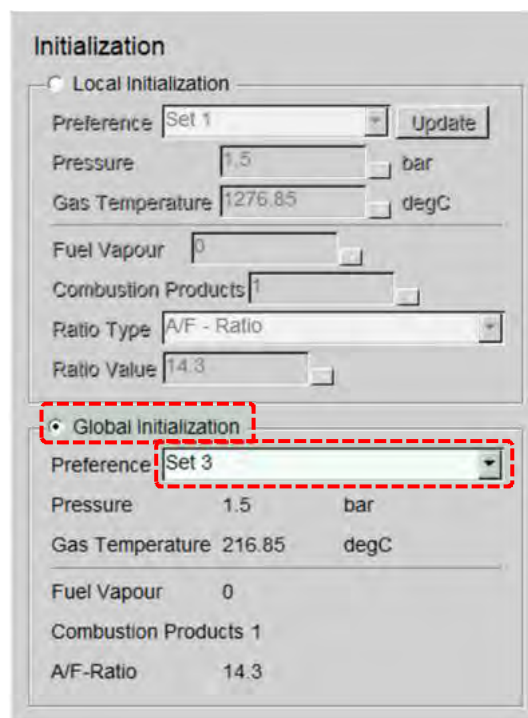 Initialization
Local Initialization
Preference Set 1 Update
Pressure 1.5 bar
Gas Temperature 1276.85 degC
Fuel Vapour 0
Combustion Products 1
Ratio Type A/F - Ratio
Ratio Value 14.3
Global Initialization
Preference Set 3
Pressure 1.5 bar
Gas Temperature 216.85 degC
Fuel Vapour 0
Combustion Products 1
A/F-Ratio 14.3